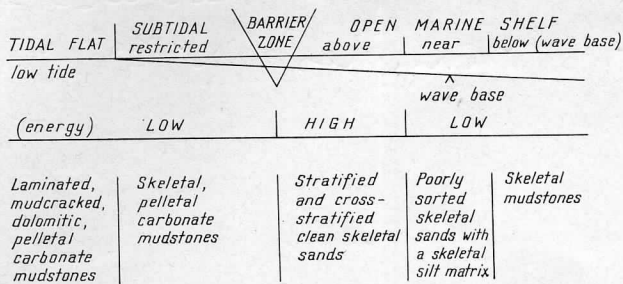 BARRIER ZONE
OPEN MARINE SHELF
SUBTIDAL restricted
TIDAL FLAT
above
near
below (wave base)
low tide
wave base
(energy) LOW HIGH LOW
Laminated,
mudcracked,
dolomitic,
pelletal
carbonate
mudstones
Skeletal,
pelletal
carbonate
mudstones
Stratified
and cross-
stratified
clean skeletal
sands
Poorly
sorted
skeletal
sands with
a skeletal
silt matrix
Skeletal
mudstones